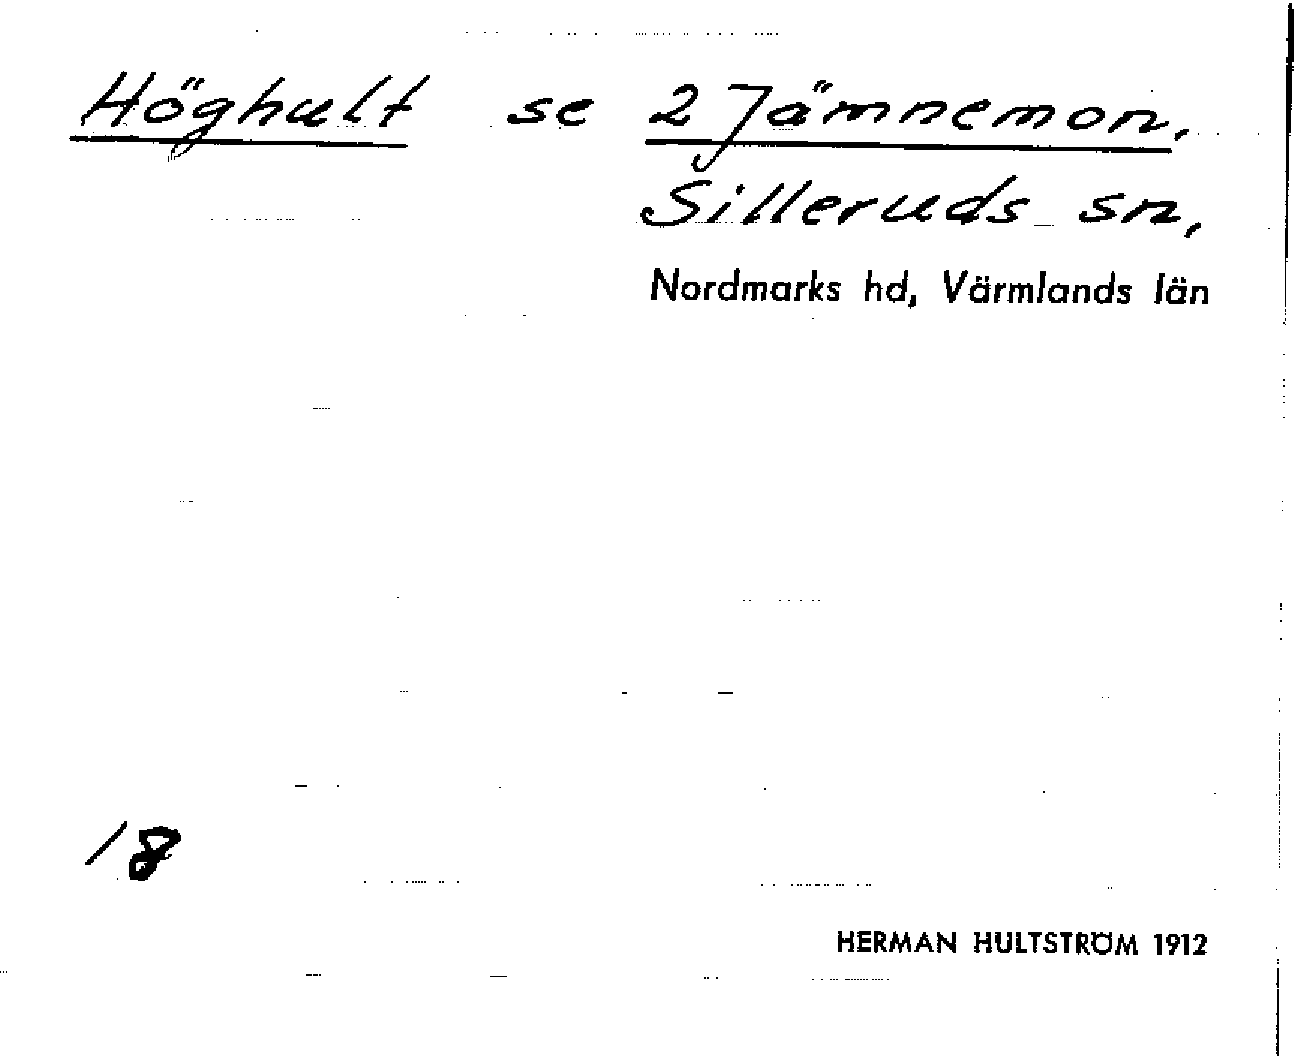 Höghult se 2 Jämnemon,
Silleruds sn,
Nordmarks hd, Värmlands län
18
HERMAN HULTSTRÖM 1912